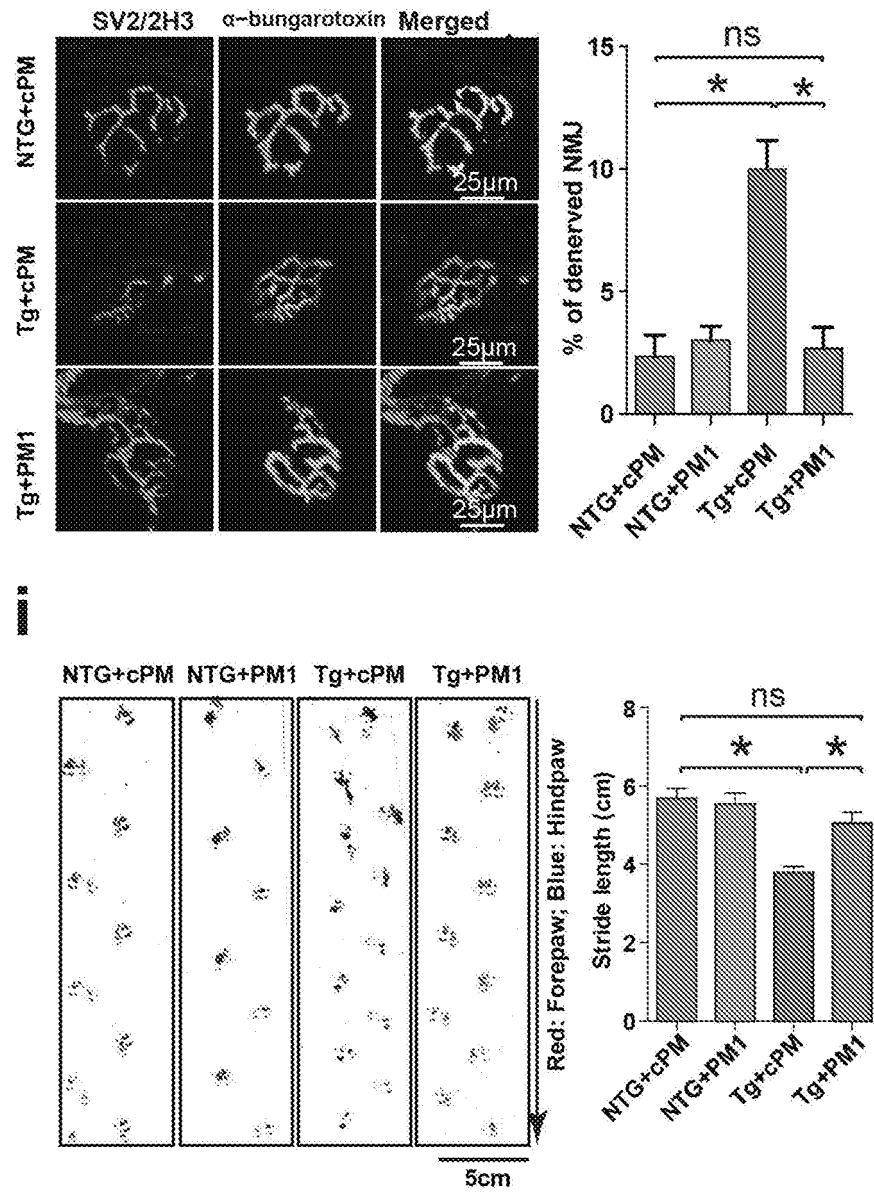 SV2/2H3 α-bungarotoxin Merged
NTG+cPM
25μm
Tg+cPM
25μm
Tg+PM1
25μm
% of denerved NMJ
15
10
5
0
ns
* *
NTG+cPM
NTG+PM1
Tg+cPM
Tg+PM1
NTG+cPM NTG+PM1 Tg+cPM Tg+PM1
Red: Forepaw; Blue: Hindpaw
5cm
Stride length (cm)
8
6
4
2
0
ns
* *
NTG+cPM
NTG+PM1
Tg+cPM
Tg+PM1